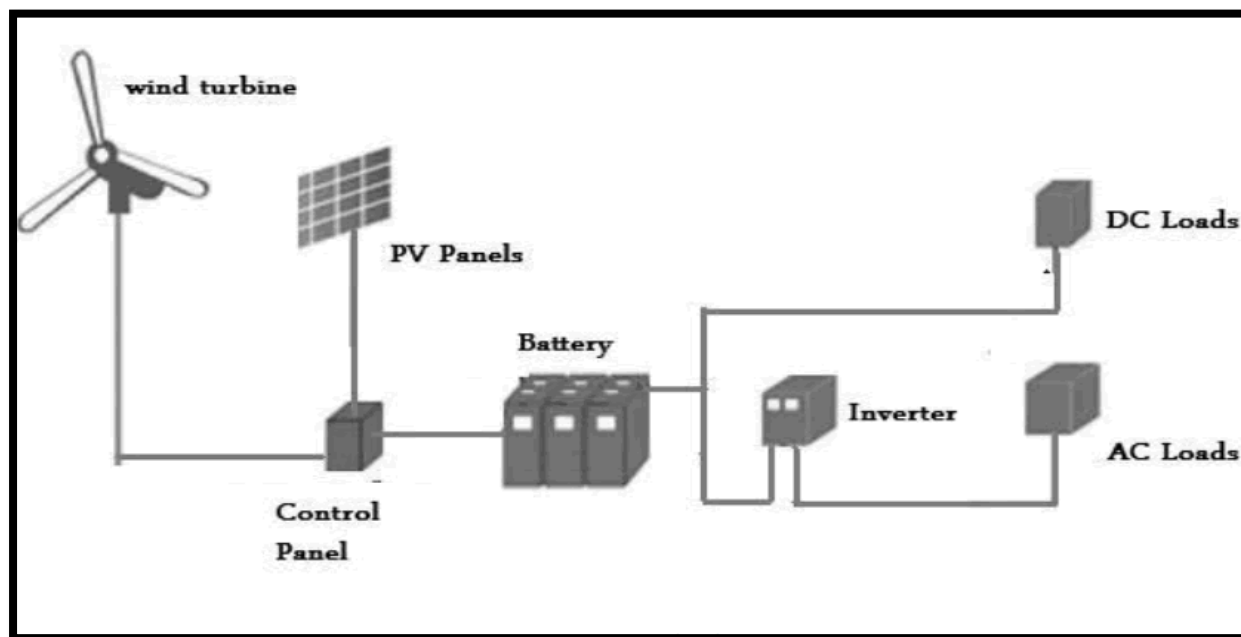 wind turbine
PV Panels
DC Loads
Battery
Inverter
AC Loads
Control
Panel